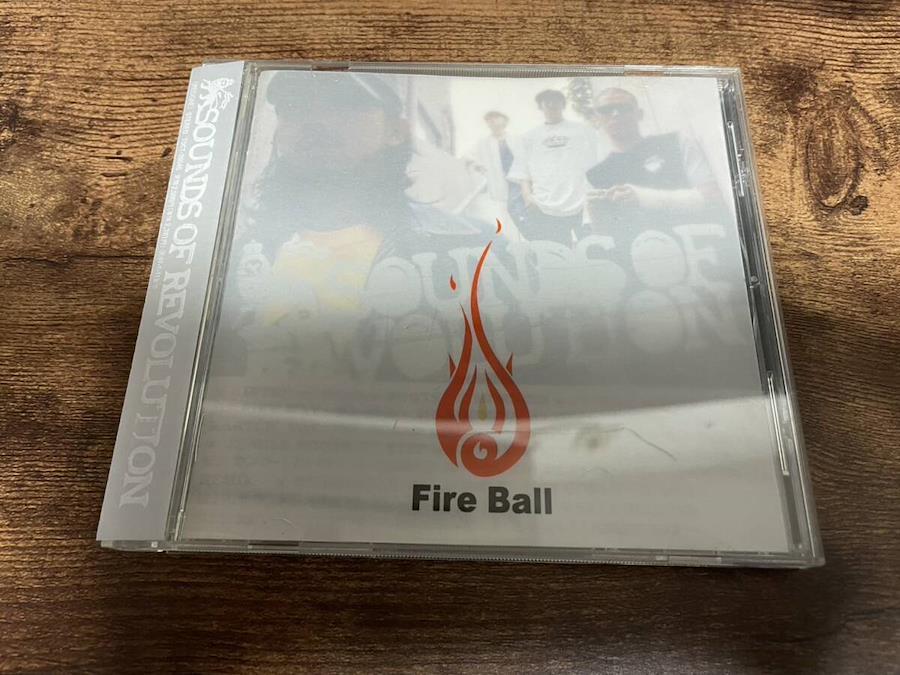 SOUNDS OF REVOLUTION
SOUNDS OF
REVOLUTION
Fire Ball